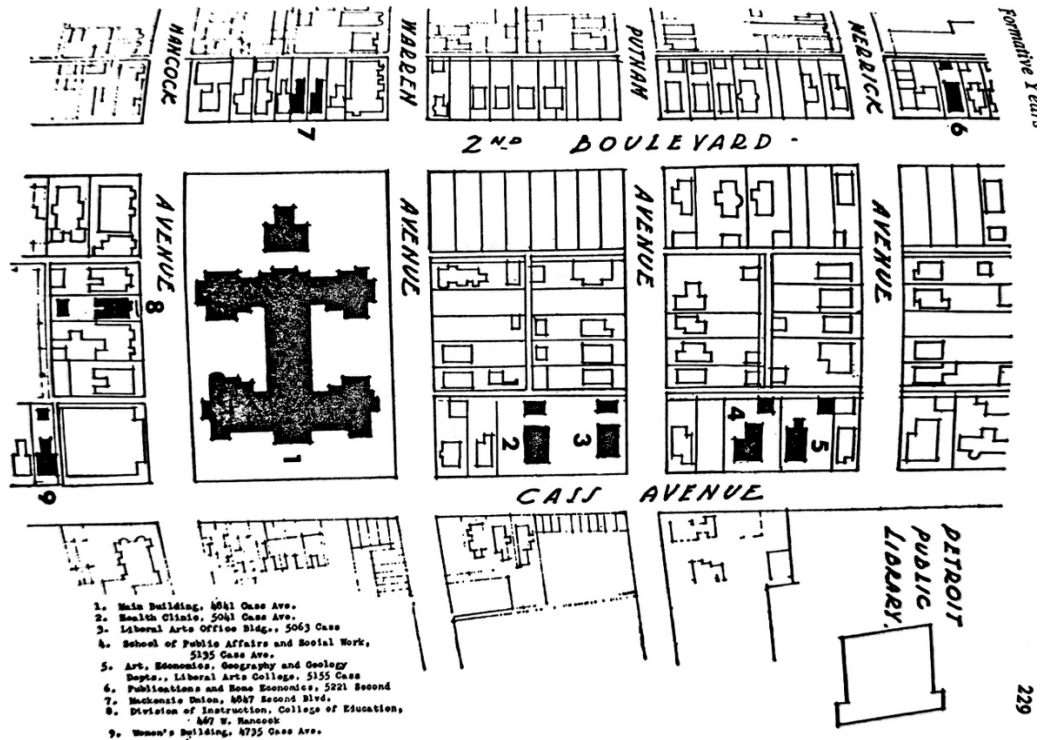 Formative Years
HANCOCK
WARREN
PUTNAM
MERRICK
7
2ND BOULEVARD
6
AVENUE
AVENUE
AVENUE
AVENUE
8
1
2
3
4
5
9
CASS AVENUE
DETROIT
PUBLIC
LIBRARY.
1. Main Building, 4841 Cass Ave.
2. Health Clinic, 5041 Cass Ave.
3. Liberal Arts Office Bldg., 5063 Cass
4. School of Public Affairs and Social Work,
5135 Cass Ave.
5. Art, Economics, Geography and Geology
Depts., Liberal Arts College, 5155 Cass
6. Publications and Home Economics, 5221 Second
7. Mackenzie Union, 4847 Second Blvd.
8. Division of Instruction, College of Education,
467 W. Hancock
9. Women's Building, 4735 Cass Ave.
229